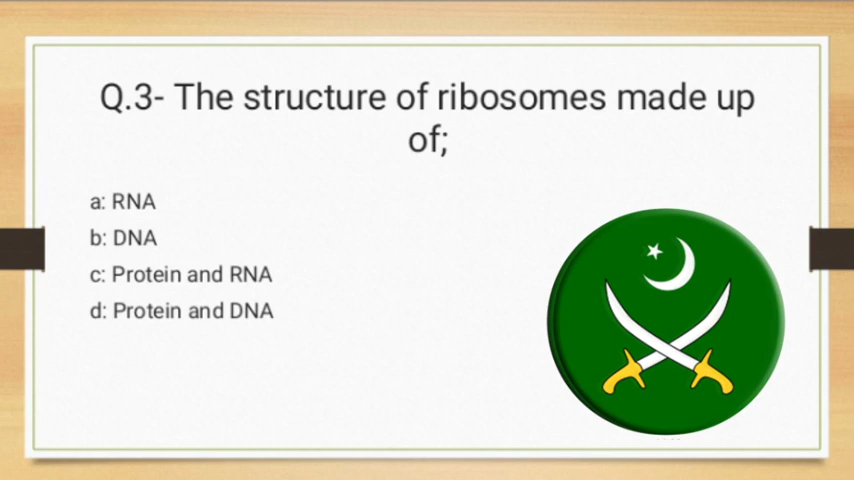 Q.3- The structure of ribosomes made up
of;
a: RNA
b: DNA
c: Protein and RNA
d: Protein and DNA